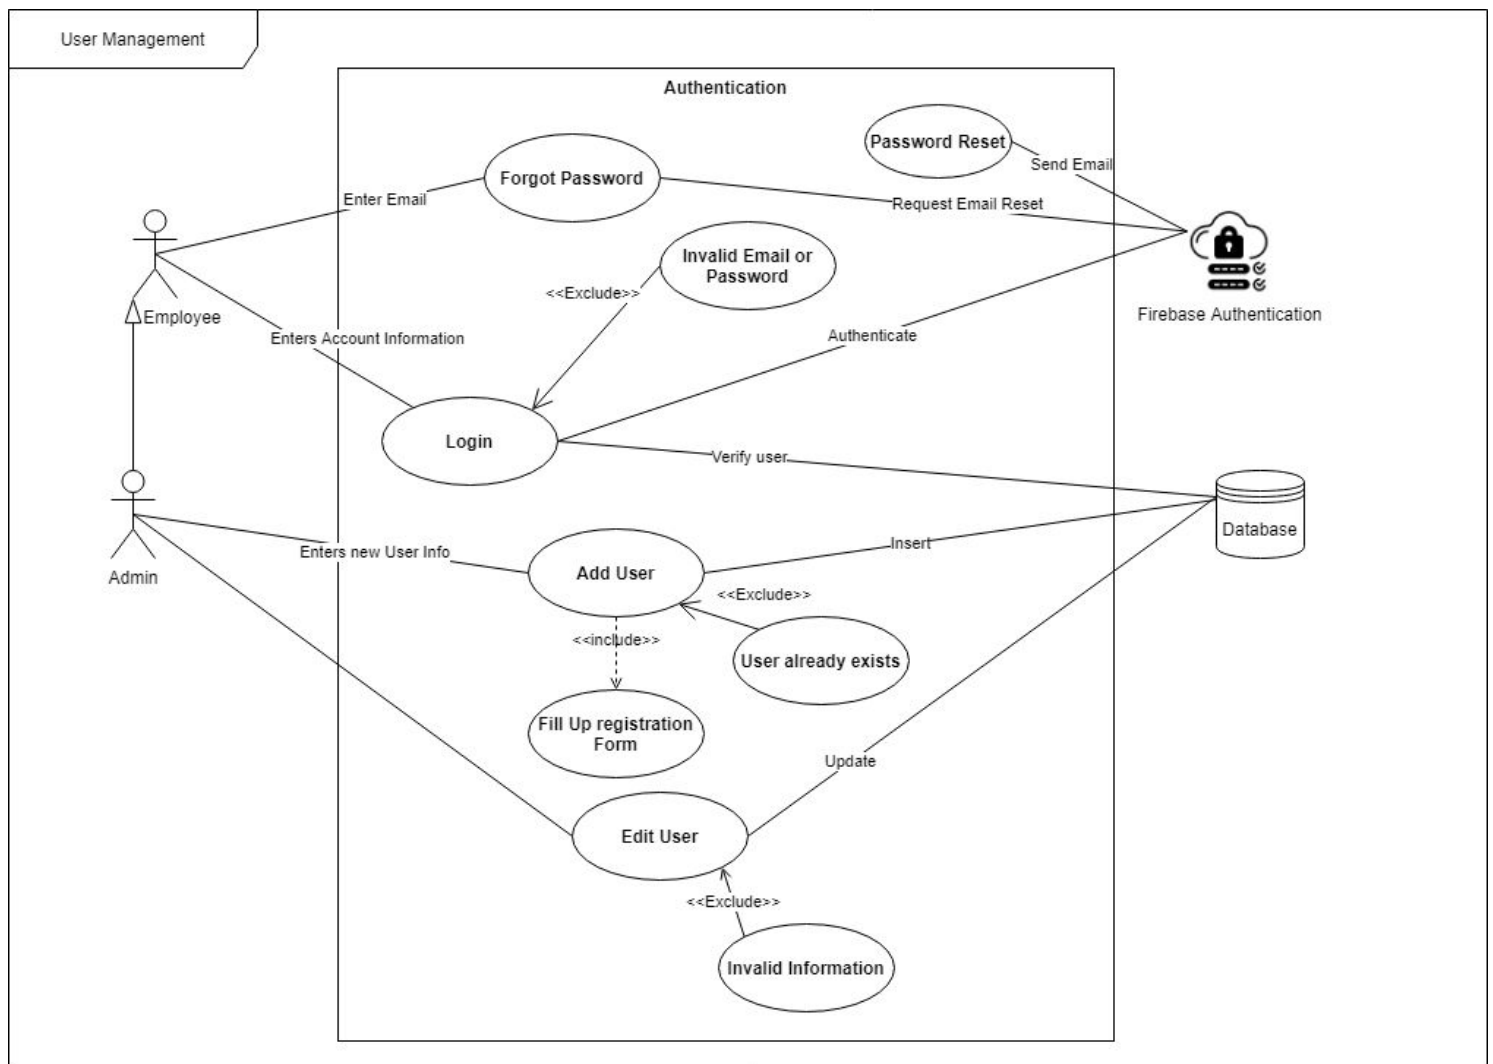 User Management
Authentication
Password Reset
Send Email
Forgot Password
Enter Email
Request Email Reset
Invalid Email or
Password
<<Exclude>>
Employee
Firebase Authentication
Enters Account Information
Authenticate
Login
Verify user
Database
Admin
Enters new User Info
Insert
Add User
<<Exclude>>
<<include>>
User already exists
Fill Up registration
Form
Update
Edit User
<<Exclude>>
Invalid Information